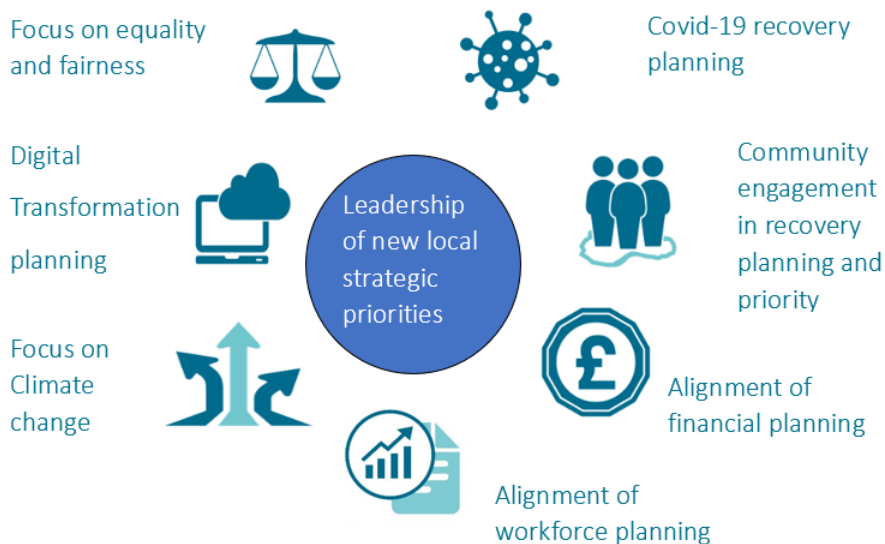 Focus on equality
and fairness
Covid-19 recovery
planning
Digital
Transformation
planning
Leadership
of new local
strategic
priorities
Community
engagement
in recovery
planning and
priority
Focus on
Climate
change
£
Alignment of
financial planning
Alignment of
workforce planning